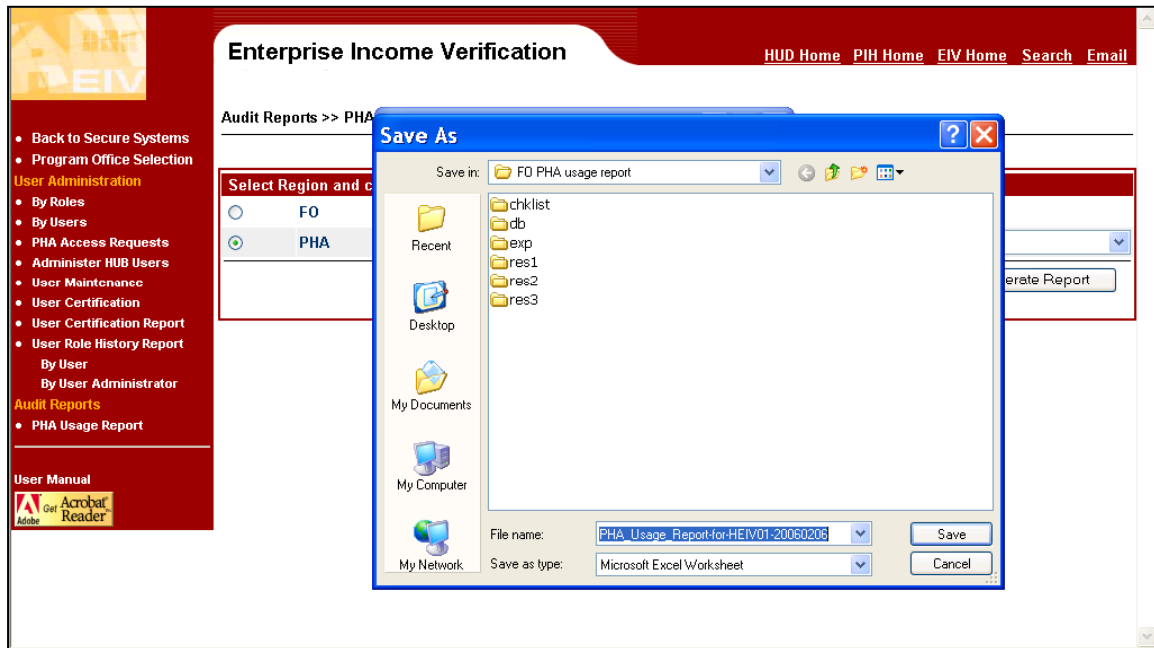 EIV
Enterprise Income Verification
HUD Home PIH Home EIV Home Search Email
Back to Secure Systems
Program Office Selection
User Administration
By Roles
By Users
PHA Access Requests
Administer HUB Users
User Maintenance
User Certification
User Certification Report
User Role History Report
By User
By User Administrator
Audit Reports
PHA Usage Report
User Manual
Adobe Get Acrobat Reader
Audit Reports >> PHA
Select Region and c
FO
PHA
erate Report
Save As
Save in: FO PHA usage report
Recent
Desktop
My Documents
My Computer
My Network
chklist
db
exp
res1
res2
res3
File name: PHA_Usage_Report-for-HEIV01-20060206
Save
Save as type: Microsoft Excel Worksheet
Cancel